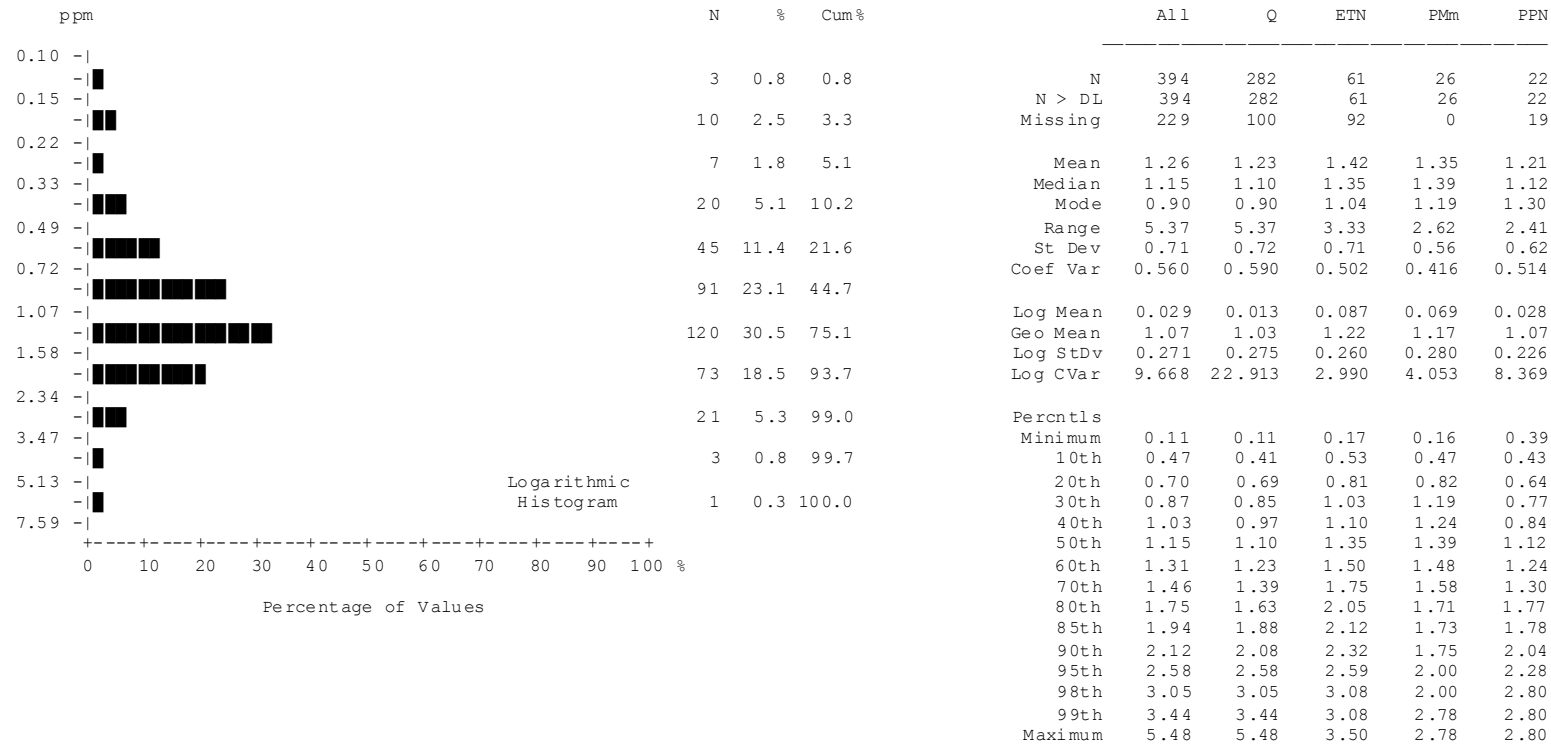 ppm N % Cum% All Q ETN PMm PPN
0.10 -|
-| 3 0.8 0.8 N 394 282 61 26 22
0.15 -| N > DL 394 282 61 26 22
-| 10 2.5 3.3 Missing 229 100 92 0 19
0.22 -|
-| 7 1.8 5.1 Mean 1.26 1.23 1.42 1.35 1.21
0.33 -| Median 1.15 1.10 1.35 1.39 1.12
-| 20 5.1 10.2 Mode 0.90 0.90 1.04 1.19 1.30
0.49 -| Range 5.37 5.37 3.33 2.62 2.41
-| 45 11.4 21.6 St Dev 0.71 0.72 0.71 0.56 0.62
0.72 -| Coef Var 0.560 0.590 0.502 0.416 0.514
-| 91 23.1 44.7
1.07 -| Log Mean 0.029 0.013 0.087 0.069 0.028
-| 120 30.5 75.1 Geo Mean 1.07 1.03 1.22 1.17 1.07
1.58 -| Log StDv 0.271 0.275 0.260 0.280 0.226
-| 73 18.5 93.7 Log CVar 9.668 22.913 2.990 4.053 8.369
2.34 -|
-| 21 5.3 99.0 Percntls
3.47 -| Minimum 0.11 0.11 0.17 0.16 0.39
-| 3 0.8 99.7 10th 0.47 0.41 0.53 0.47 0.43
5.13 -| Logarithmic 20th 0.70 0.69 0.81 0.82 0.64
-| Histogram 1 0.3 100.0 30th 0.87 0.85 1.03 1.19 0.77
7.59 -| 40th 1.03 0.97 1.10 1.24 0.84
+----+----+----+----+----+----+----+----+----+----+ 50th 1.15 1.10 1.35 1.39 1.12
0 10 20 30 40 50 60 70 80 90 100 % 60th 1.31 1.23 1.50 1.48 1.24
70th 1.46 1.39 1.75 1.58 1.30
Percentage of Values 80th 1.75 1.63 2.05 1.71 1.77
85th 1.94 1.88 2.12 1.73 1.78
90th 2.12 2.08 2.32 1.75 2.04
95th 2.58 2.58 2.59 2.00 2.28
98th 3.05 3.05 3.08 2.00 2.80
99th 3.44 3.44 3.08 2.78 2.80
Maximum 5.48 5.48 3.50 2.78 2.80